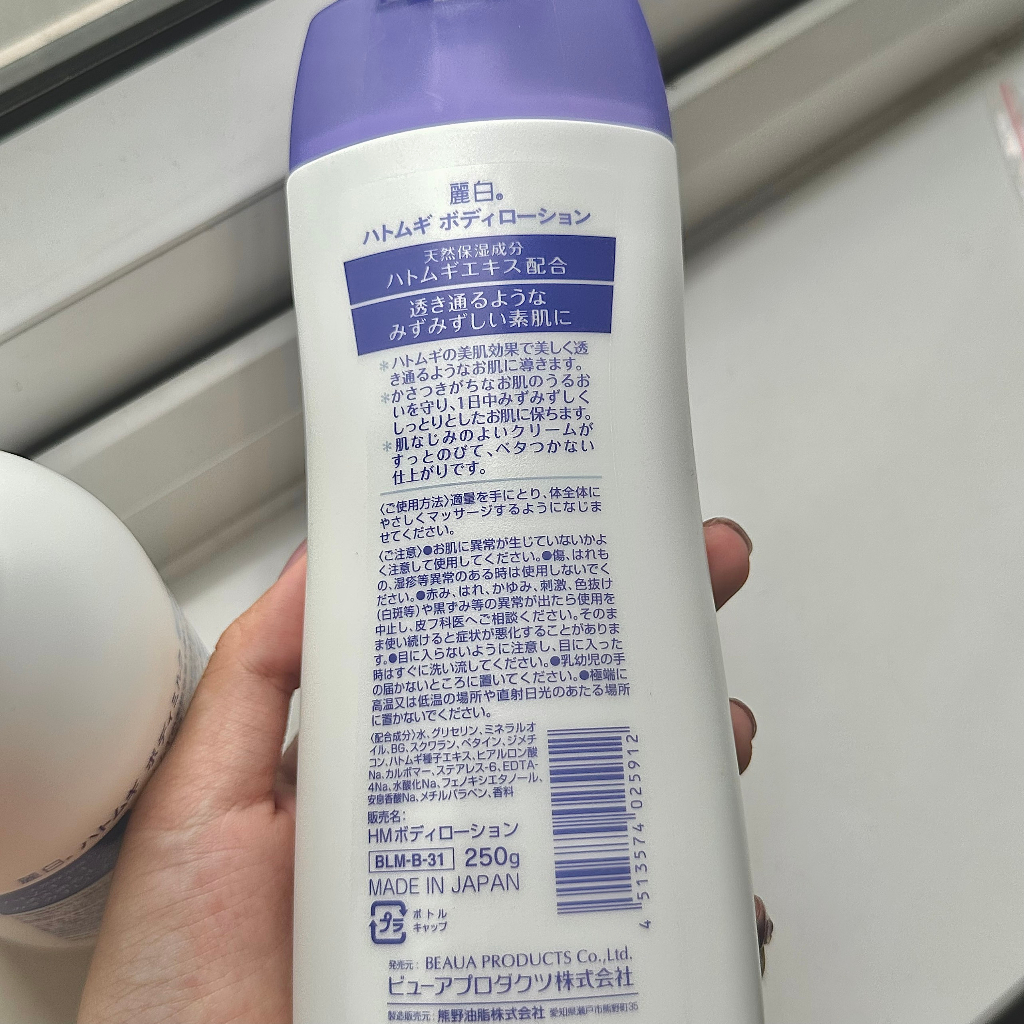 麗白®
ハトムギ ボディローション
天然保湿成分
ハトムギエキス配合
透き通るような
みずみずしい素肌に
*ハトムギの美肌効果で美しく透
き通るようなお肌に導きます。
*かさつきがちなお肌のうるお
いを守り、1日中みずみずしく
しっとりとしたお肌に保ちます。
*肌なじみのよいクリームが
すっとのびて、ベタつかない
仕上がりです。
〈ご使用方法〉適量を手にとり、体全体に
やさしくマッサージするようになじま
せてください。
〈ご注意〉●お肌に異常が生じていないかよ
く注意して使用してください。●傷、はれも
の、湿疹等異常のある時は使用しないでく
ださい。●赤み、はれ、かゆみ、刺激、色抜け
(白斑等)や黒ずみ等の異常が出たら使用を
中止し、皮フ科医へご相談ください。そのま
ま使い続けると症状が悪化することがありま
す。●目に入らないように注意し、目に入った
時はすぐに洗い流してください。●乳幼児の手
の届かないところに置いてください。●極端に
高温又は低温の場所や直射日光のあたる場所
に置かないでください。
〈配合成分〉水、グリセリン、ミネラルオ
イル、BG、スクワラン、ベタイン、ジメチ
コン、ハトムギ種子エキス、ヒアルロン酸
Na、カルボマー、ステアレス-6、EDTA-
4Na、水酸化Na、フェノキシエタノール、
安息香酸Na、メチルパラベン、香料
販売名:
HMボディローション
BLM-B-31 250g
MADE IN JAPAN
プラ ボトル
キャップ
4 513574 025912
発売元: BEAUA PRODUCTS Co.,Ltd.
ビューアプロダクツ株式会社
製造販売元: 熊野油脂株式会社 愛知県瀬戸市熊野町35
麗白® ハトムギ ボディ